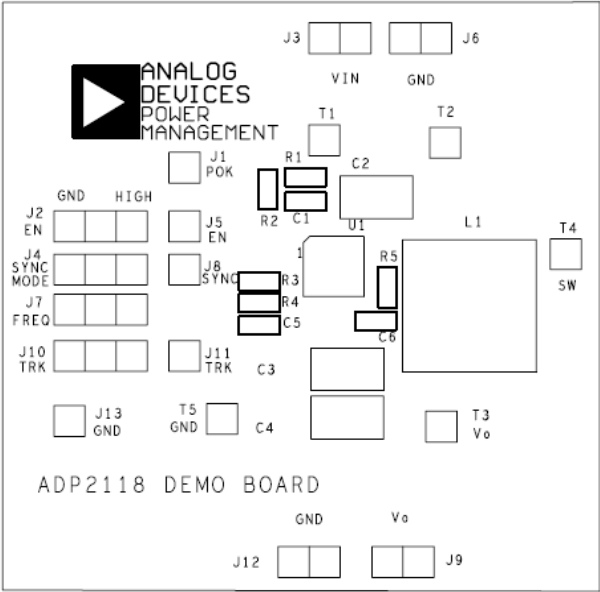 J3
J6
VIN
GND
ANALOG
DEVICES
POWER
MANAGEMENT
T1
T2
J1
POK
R1
C2
GND
HIGH
R2
C1
J2
EN
J5
EN
U1
L1
T4
J4
SYNC
MODE
J8
SYNC
1
R3
R5
SW
J7
FREQ
R4
C5
C6
J10
TRK
J11
TRK
C3
J13
GND
T5
GND
C4
T3
Vo
ADP2118 DEMO BOARD
GND
Vo
J12
J9